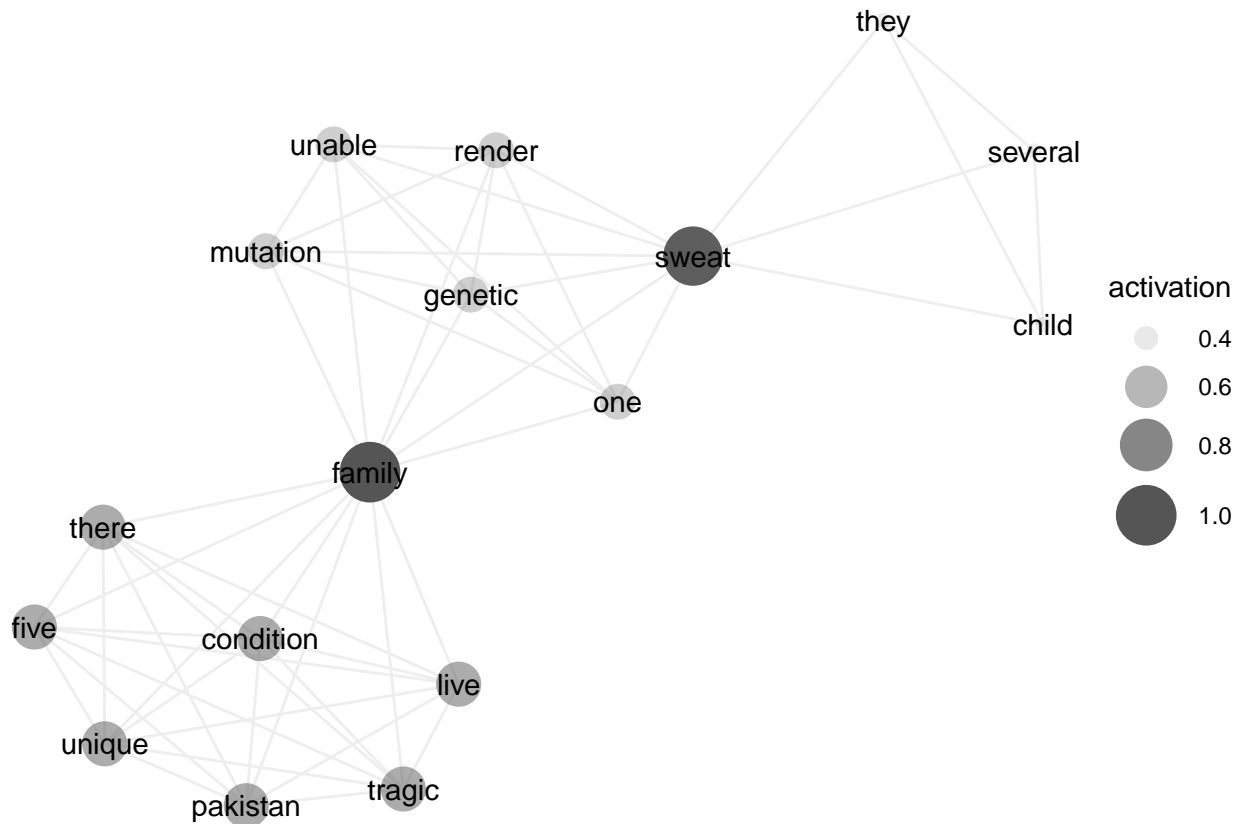 they
unable
render
several
mutation
sweat
genetic
activation
child
0.4
0.6
one
0.8
family
1.0
there
five
condition
live
unique
tragic
pakistan